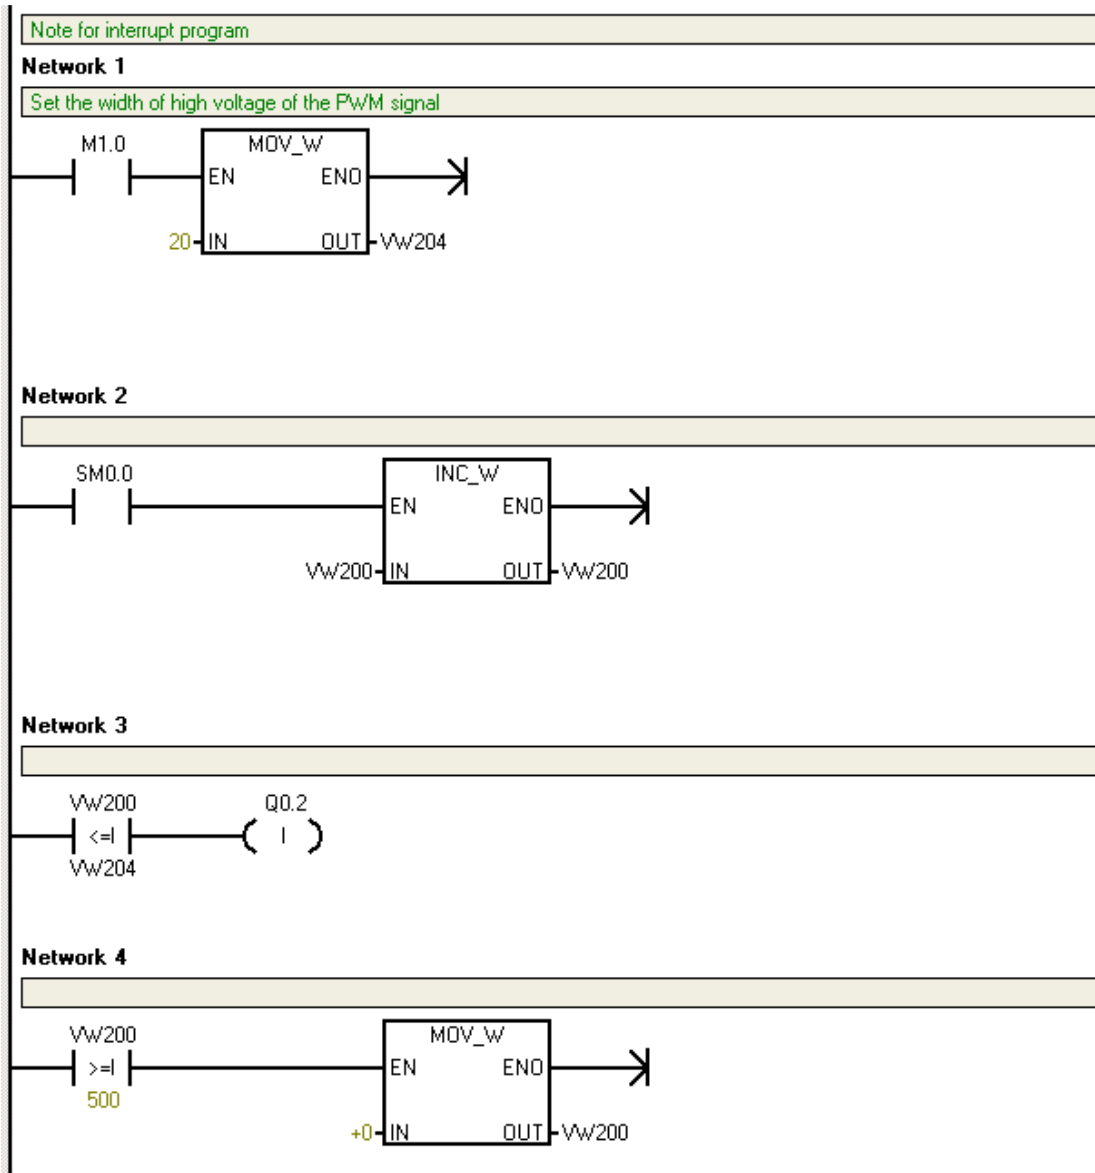 Note for interrupt program
Network 1
Set the width of high voltage of the PWM signal
M1.0
MOV_W
EN ENO
20 IN OUT VW204
Network 2
SM0.0
INC_W
EN ENO
VW200 IN OUT VW200
Network 3
VW200 Q0.2
<=I I
VW204
Network 4
VW200
MOV_W
>=I EN ENO
500
+0 IN OUT VW200